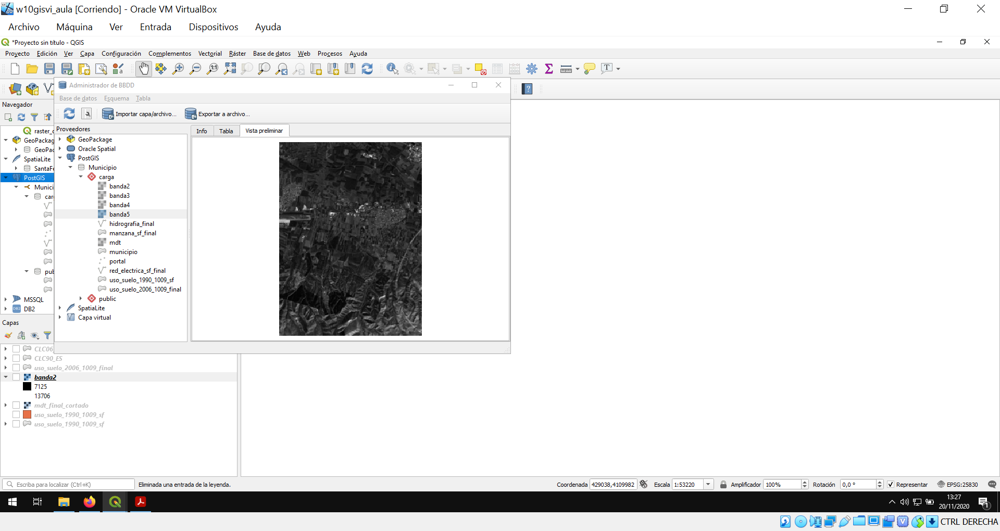 w10gisvi_aula [Corriendo] - Oracle VM VirtualBox
Archivo Máquina Ver Entrada Dispositivos Ayuda
*Proyecto sin título - QGIS
Proyecto Edición Ver Capa Configuración Complementos Vectorial Ráster Base de datos Web Procesos Ayuda
Administrador de BBDD
Base de datos Esquema Tabla
Importar capa/archivo... Exportar a archivo...
Proveedores
Info Tabla Vista preliminar
GeoPackage
Oracle Spatial
PostGIS
Municipio
carga
banda2
banda3
banda4
banda5
hidrografia_final
manzana_sf_final
mdt
municipio
portal
red_electrica_sf_final
uso_suelo_1990_1009_sf
uso_suelo_2006_1009_final
public
SpatiaLite
Capa virtual
Navegador
raster_
GeoPackag
GeoPac
SpatiaLite
SantaFe
PostGIS
Munici
car
pub
MSSQL
DB2
Capas
CLC06_
CLC90_ES
uso_suelo_2006_1009_final
banda2
7125
13706
mdt_final_cortado
uso_suelo_1990_1009_sf
uso_suelo_1990_1009_sf
Escriba para localizar (Ctrl+K) Eliminada una entrada de la leyenda. Coordenada 429038,4109982 Escala 1:53220 Amplificador 100% Rotación 0,0 ° Representar EPSG:25830
13:27
20/11/2020
1
CTRL DERECHA